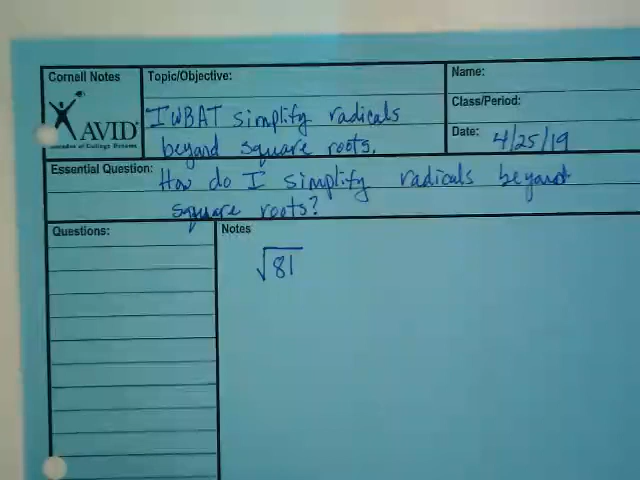 Cornell Notes
Topic/Objective:
Name:
IWBAT simplify radicals
beyond square roots.
Class/Period:
AVID
Date: 4/25/19
Essential Question: How do I simplify radicals beyond
square roots?
Questions:
Notes
√81